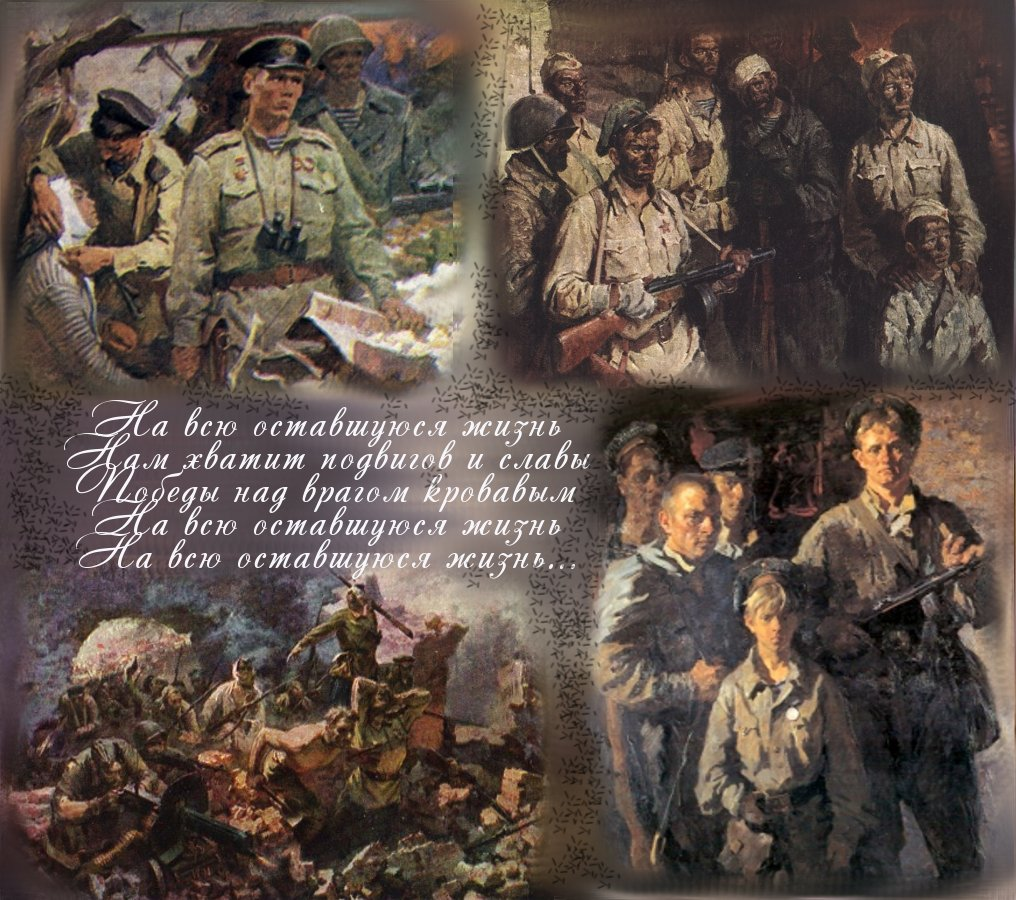 На всю оставшуюся жизнь
Нам хватит подвигов и славы
Победы над врагом кровавым
На всю оставшуюся жизнь
На всю оставшуюся жизнь...